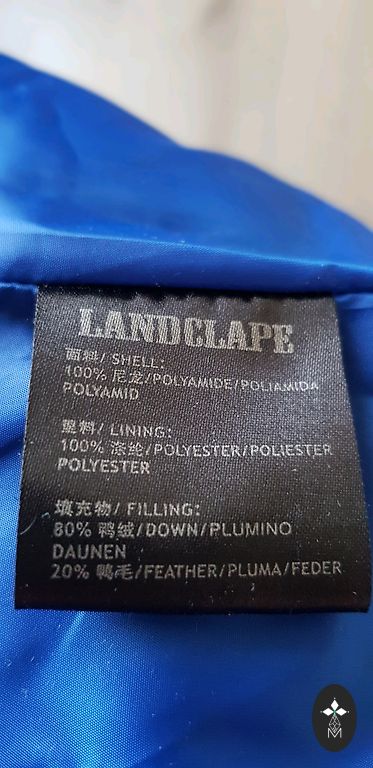 LANDCLAPE
面料/ SHELL:
100% 尼龙/POLYAMIDE/POLIAMIDA
POLYAMID
里料/ LINING:
100% 涤纶/POLYESTER/POLIESTER
POLYESTER
填充物/ FILLING:
80% 鸭绒/DOWN/PLUMINO
DAUNEN
20% 鸭毛/FEATHER/PLUMA/FEDER
M